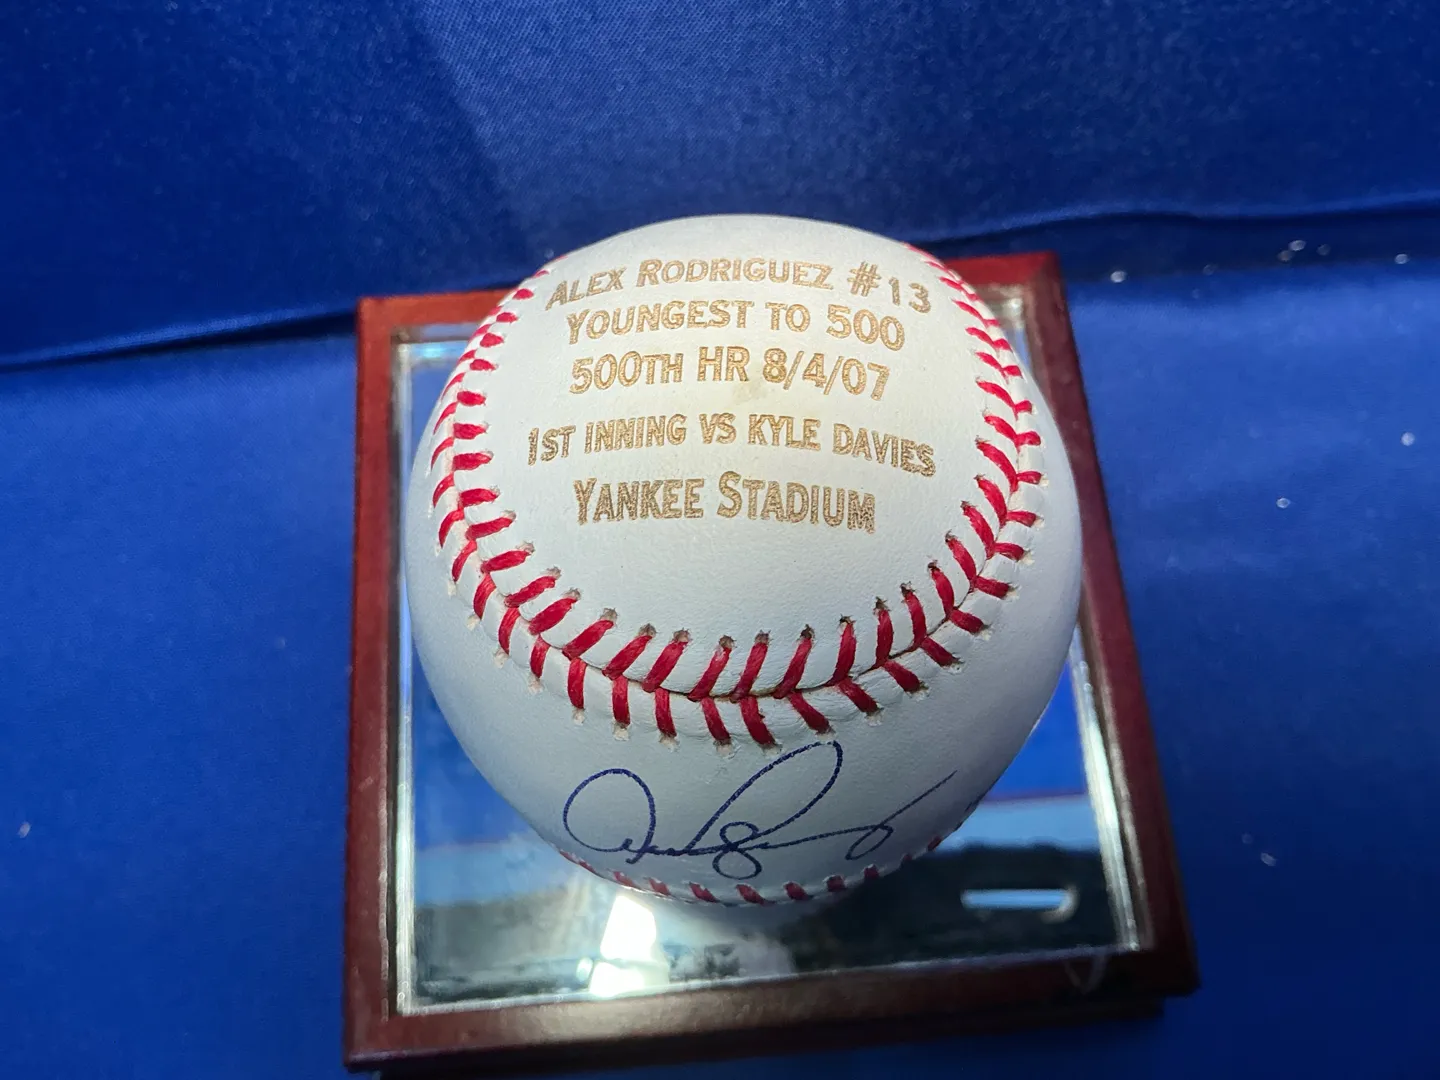 ALEX RODRIGUEZ #13
YOUNGEST TO 500
500TH HR 8/4/07
1ST INNING VS KYLE DAVIES
YANKEE STADIUM